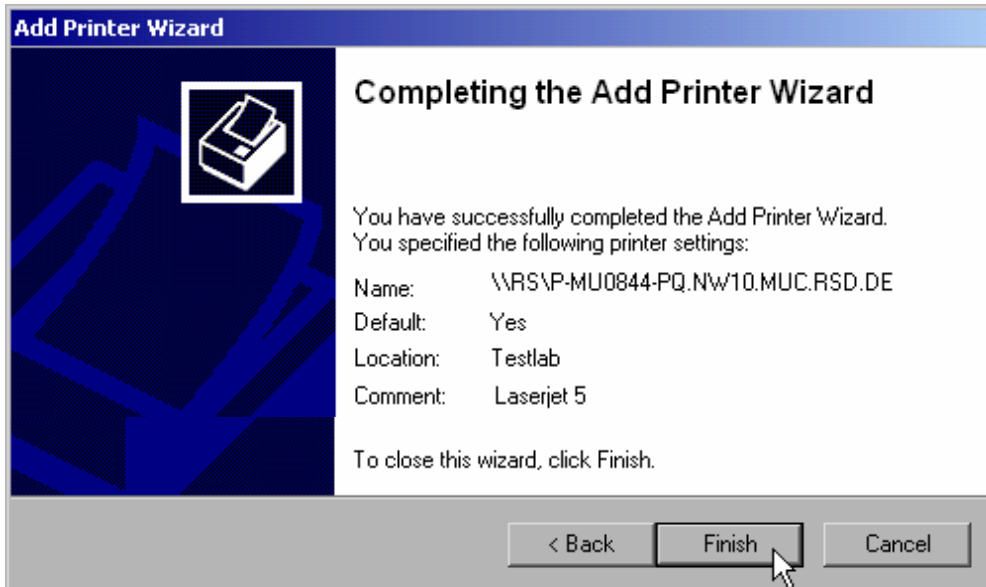 Add Printer Wizard
Completing the Add Printer Wizard
You have successfully completed the Add Printer Wizard.
You specified the following printer settings:
Name: \\RS\P-MU0844-PQ.NW10.MUC.RSD.DE
Default: Yes
Location: Testlab
Comment: Laserjet 5
To close this wizard, click Finish.
< Back Finish Cancel